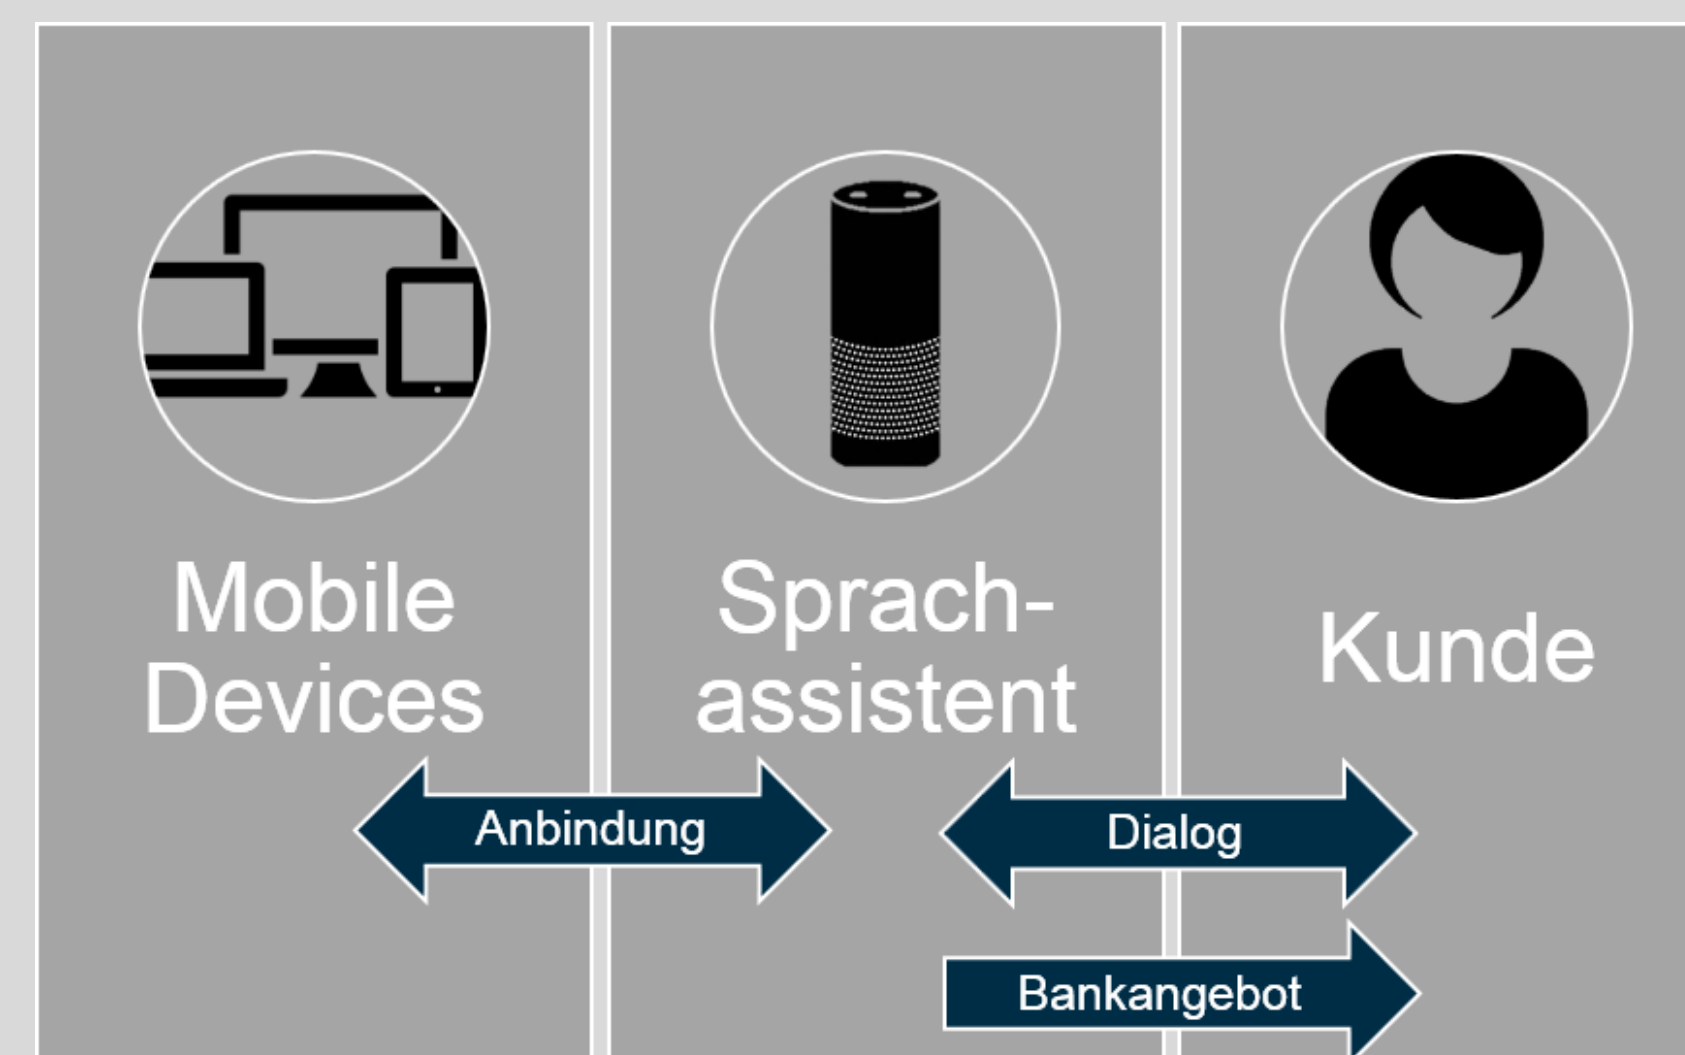 Mobile
Devices
Sprach-
assistent
Kunde
Anbindung
Dialog
Bankangebot